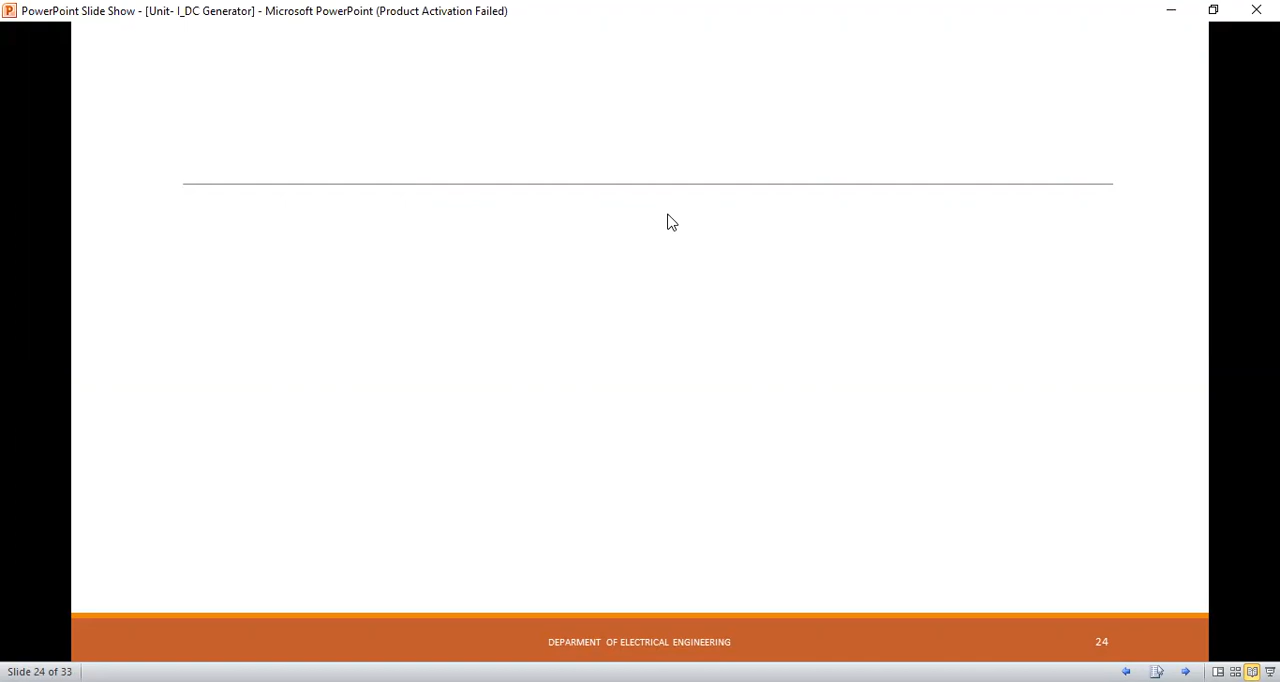 PowerPoint Slide Show - [Unit- I_DC Generator] - Microsoft PowerPoint (Product Activation Failed)
DEPARMENT OF ELECTRICAL ENGINEERING
24
Slide 24 of 33